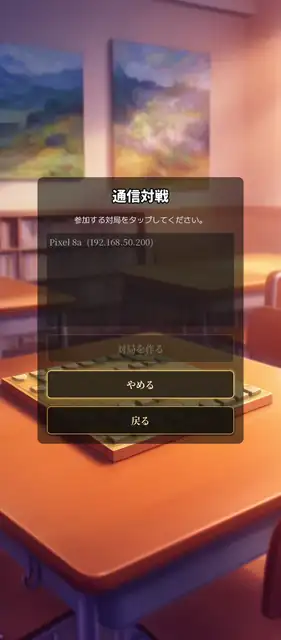 通信対戦
参加する対局をタップしてください。
Pixel 8a (192.168.50.200)
対局を作る
やめる
戻る